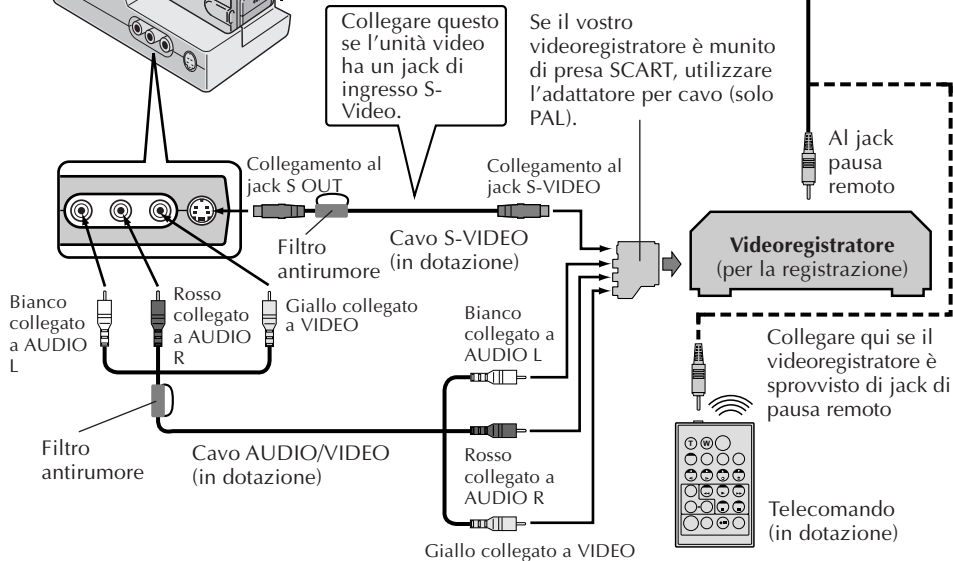 Collegare questo
se l'unità video
ha un jack di
ingresso S-
Video.
Se il vostro
videoregistratore è munito
di presa SCART, utilizzare
l'adattatore per cavo (solo
PAL).
Al jack
pausa
remoto
Collegamento al
jack S OUT
Collegamento al
jack S-VIDEO
Filtro
antirumore
Cavo S-VIDEO
(in dotazione)
Videoregistratore
(per la registrazione)
Bianco
collegato
a AUDIO
L
Rosso
collegato
a AUDIO
R
Giallo collegato
a VIDEO
Bianco
collegato a
AUDIO L
Collegare qui se il
videoregistratore è
sprovvisto di jack di
pausa remoto
Filtro
antirumore
Cavo AUDIO/VIDEO
(in dotazione)
Rosso
collegato a
AUDIO R
T W
Telecomando
(in dotazione)
Giallo collegato a VIDEO